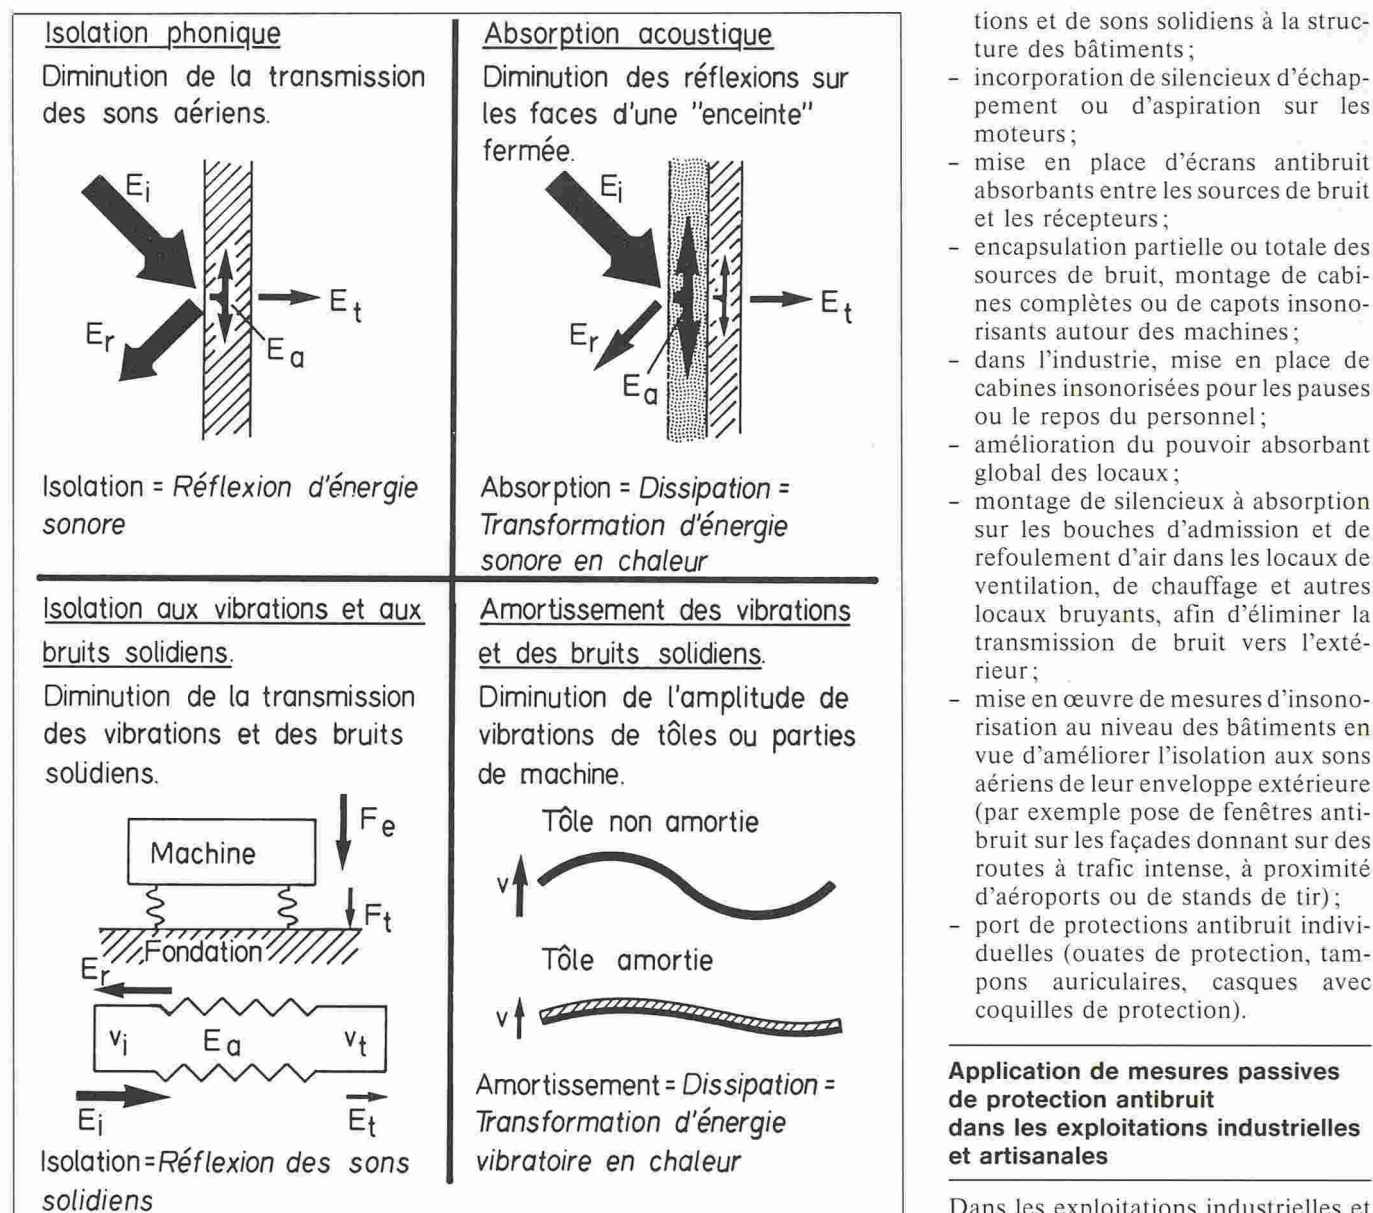 Isolation phonique
Diminution de la transmission
des sons aériens.
Ei
Er
Ea
Et
Isolation = Réflexion d'énergie
sonore
Absorption acoustique
Diminution des réflexions sur
les faces d'une "enceinte"
fermée.
Ei
Er
Ea
Et
Absorption = Dissipation =
Transformation d'énergie
sonore en chaleur
Isolation aux vibrations et aux
bruits solidiens.
Diminution de la transmission
des vibrations et des bruits
solidiens.
Machine
Fe
Ft
Fondation
Er
vi
Ea
vt
Ei
Et
Isolation=Réflexion des sons
solidiens
Amortissement des vibrations
et des bruits solidiens.
Diminution de l'amplitude de
vibrations de tôles ou parties
de machine.
Tôle non amortie
v
Tôle amortie
v
Amortissement = Dissipation =
Transformation d'énergie
vibratoire en chaleur
tions et de sons solidiens à la struc-
ture des bâtiments;
– incorporation de silencieux d'échap-
pement ou d'aspiration sur les
moteurs;
– mise en place d'écrans antibruit
absorbants entre les sources de bruit
et les récepteurs;
– encapsulation partielle ou totale des
sources de bruit, montage de cabi-
nes complètes ou de capots insono-
risants autour des machines;
– dans l'industrie, mise en place de
cabines insonorisées pour les pauses
ou le repos du personnel;
– amélioration du pouvoir absorbant
global des locaux;
– montage de silencieux à absorption
sur les bouches d'admission et de
refoulement d'air dans les locaux de
ventilation, de chauffage et autres
locaux bruyants, afin d'éliminer la
transmission de bruit vers l'exté-
rieur;
– mise en œuvre de mesures d'insono-
risation au niveau des bâtiments en
vue d'améliorer l'isolation aux sons
aériens de leur enveloppe extérieure
(par exemple pose de fenêtres anti-
bruit sur les façades donnant sur des
routes à trafic intense, à proximité
d'aéroports ou de stands de tir);
– port de protections antibruit indivi-
duelles (ouates de protection, tam-
pons auriculaires, casques avec
coquilles de protection).
Application de mesures passives
de protection antibruit
dans les exploitations industrielles
et artisanales
Dans les exploitations industrielles et